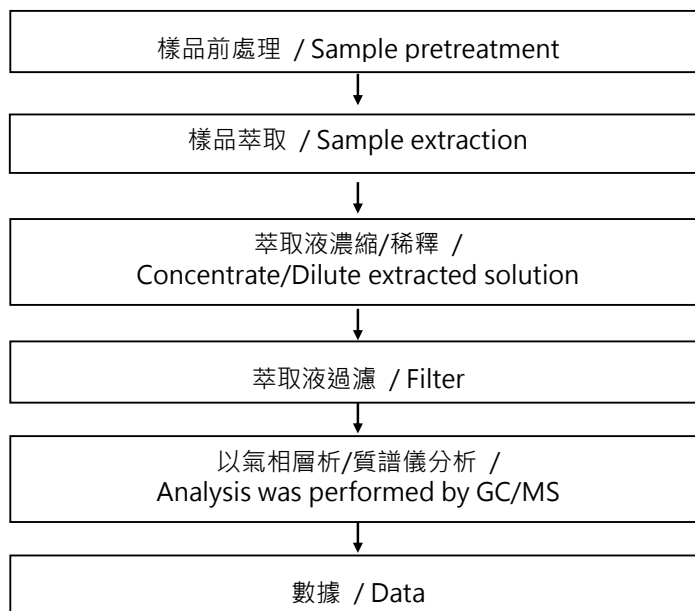 樣品前處理 / Sample pretreatment
樣品萃取 / Sample extraction
萃取液濃縮/稀釋 /
Concentrate/Dilute extracted solution
萃取液過濾 / Filter
以氣相層析/質譜儀分析 /
Analysis was performed by GC/MS
數據 / Data